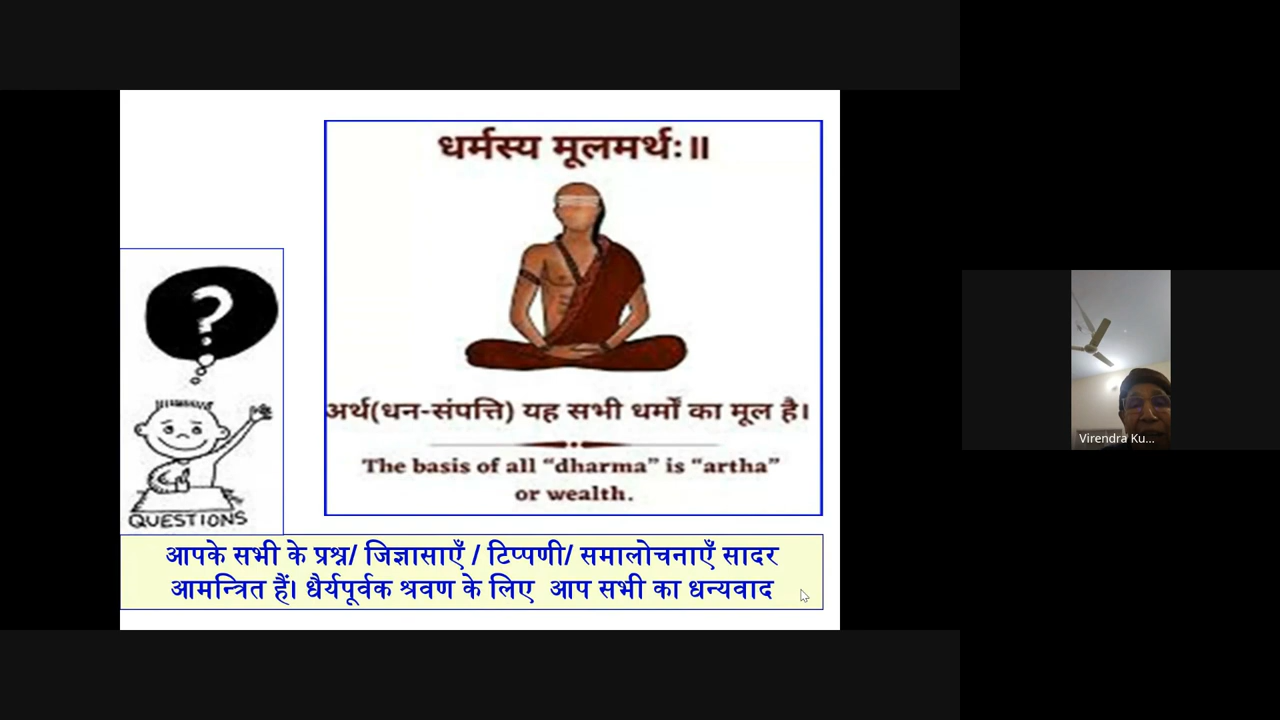 धर्मस्य मूलमर्थः॥
अर्थ(धन-संपत्ति) यह सभी धर्मों का मूल है।
The basis of all “dharma” is “artha”
or wealth.
?
QUESTIONS
आपके सभी के प्रश्न/ जिज्ञासाएँ / टिप्पणी/ समालोचनाएँ सादर
आमन्त्रित हैं। धैर्यपूर्वक श्रवण के लिए आप सभी का धन्यवाद
Virendra Ku...